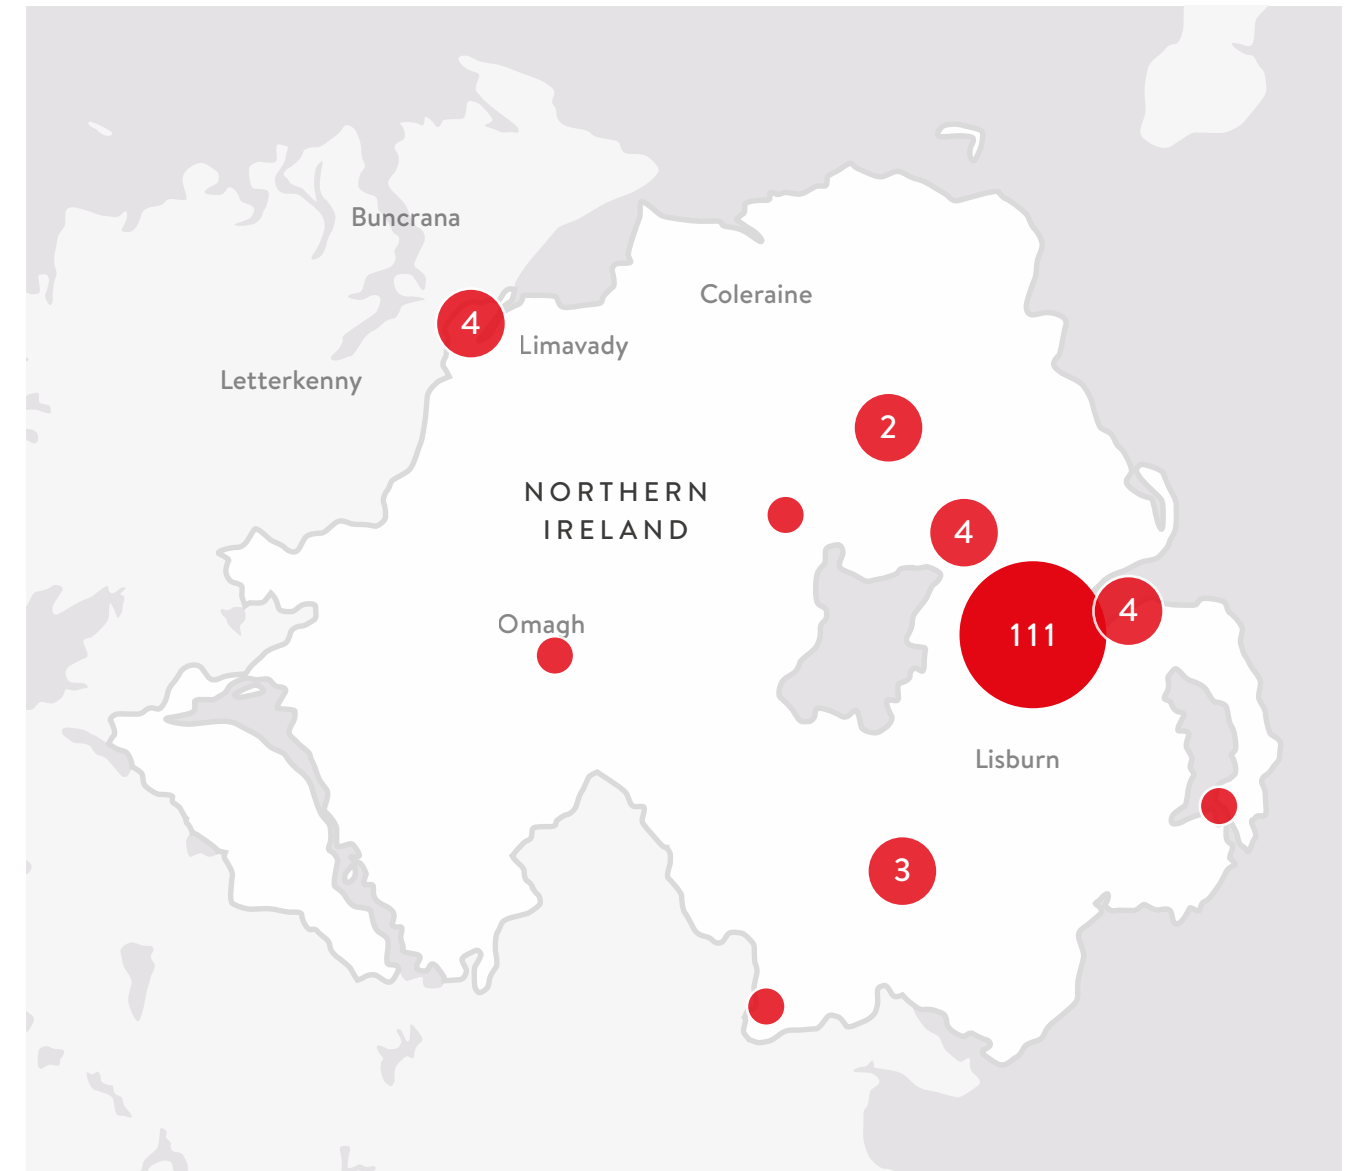 Buncrana
Coleraine
4
Limavady
Letterkenny
2
NORTHERN
IRELAND
4
111
4
Omagh
Lisburn
3